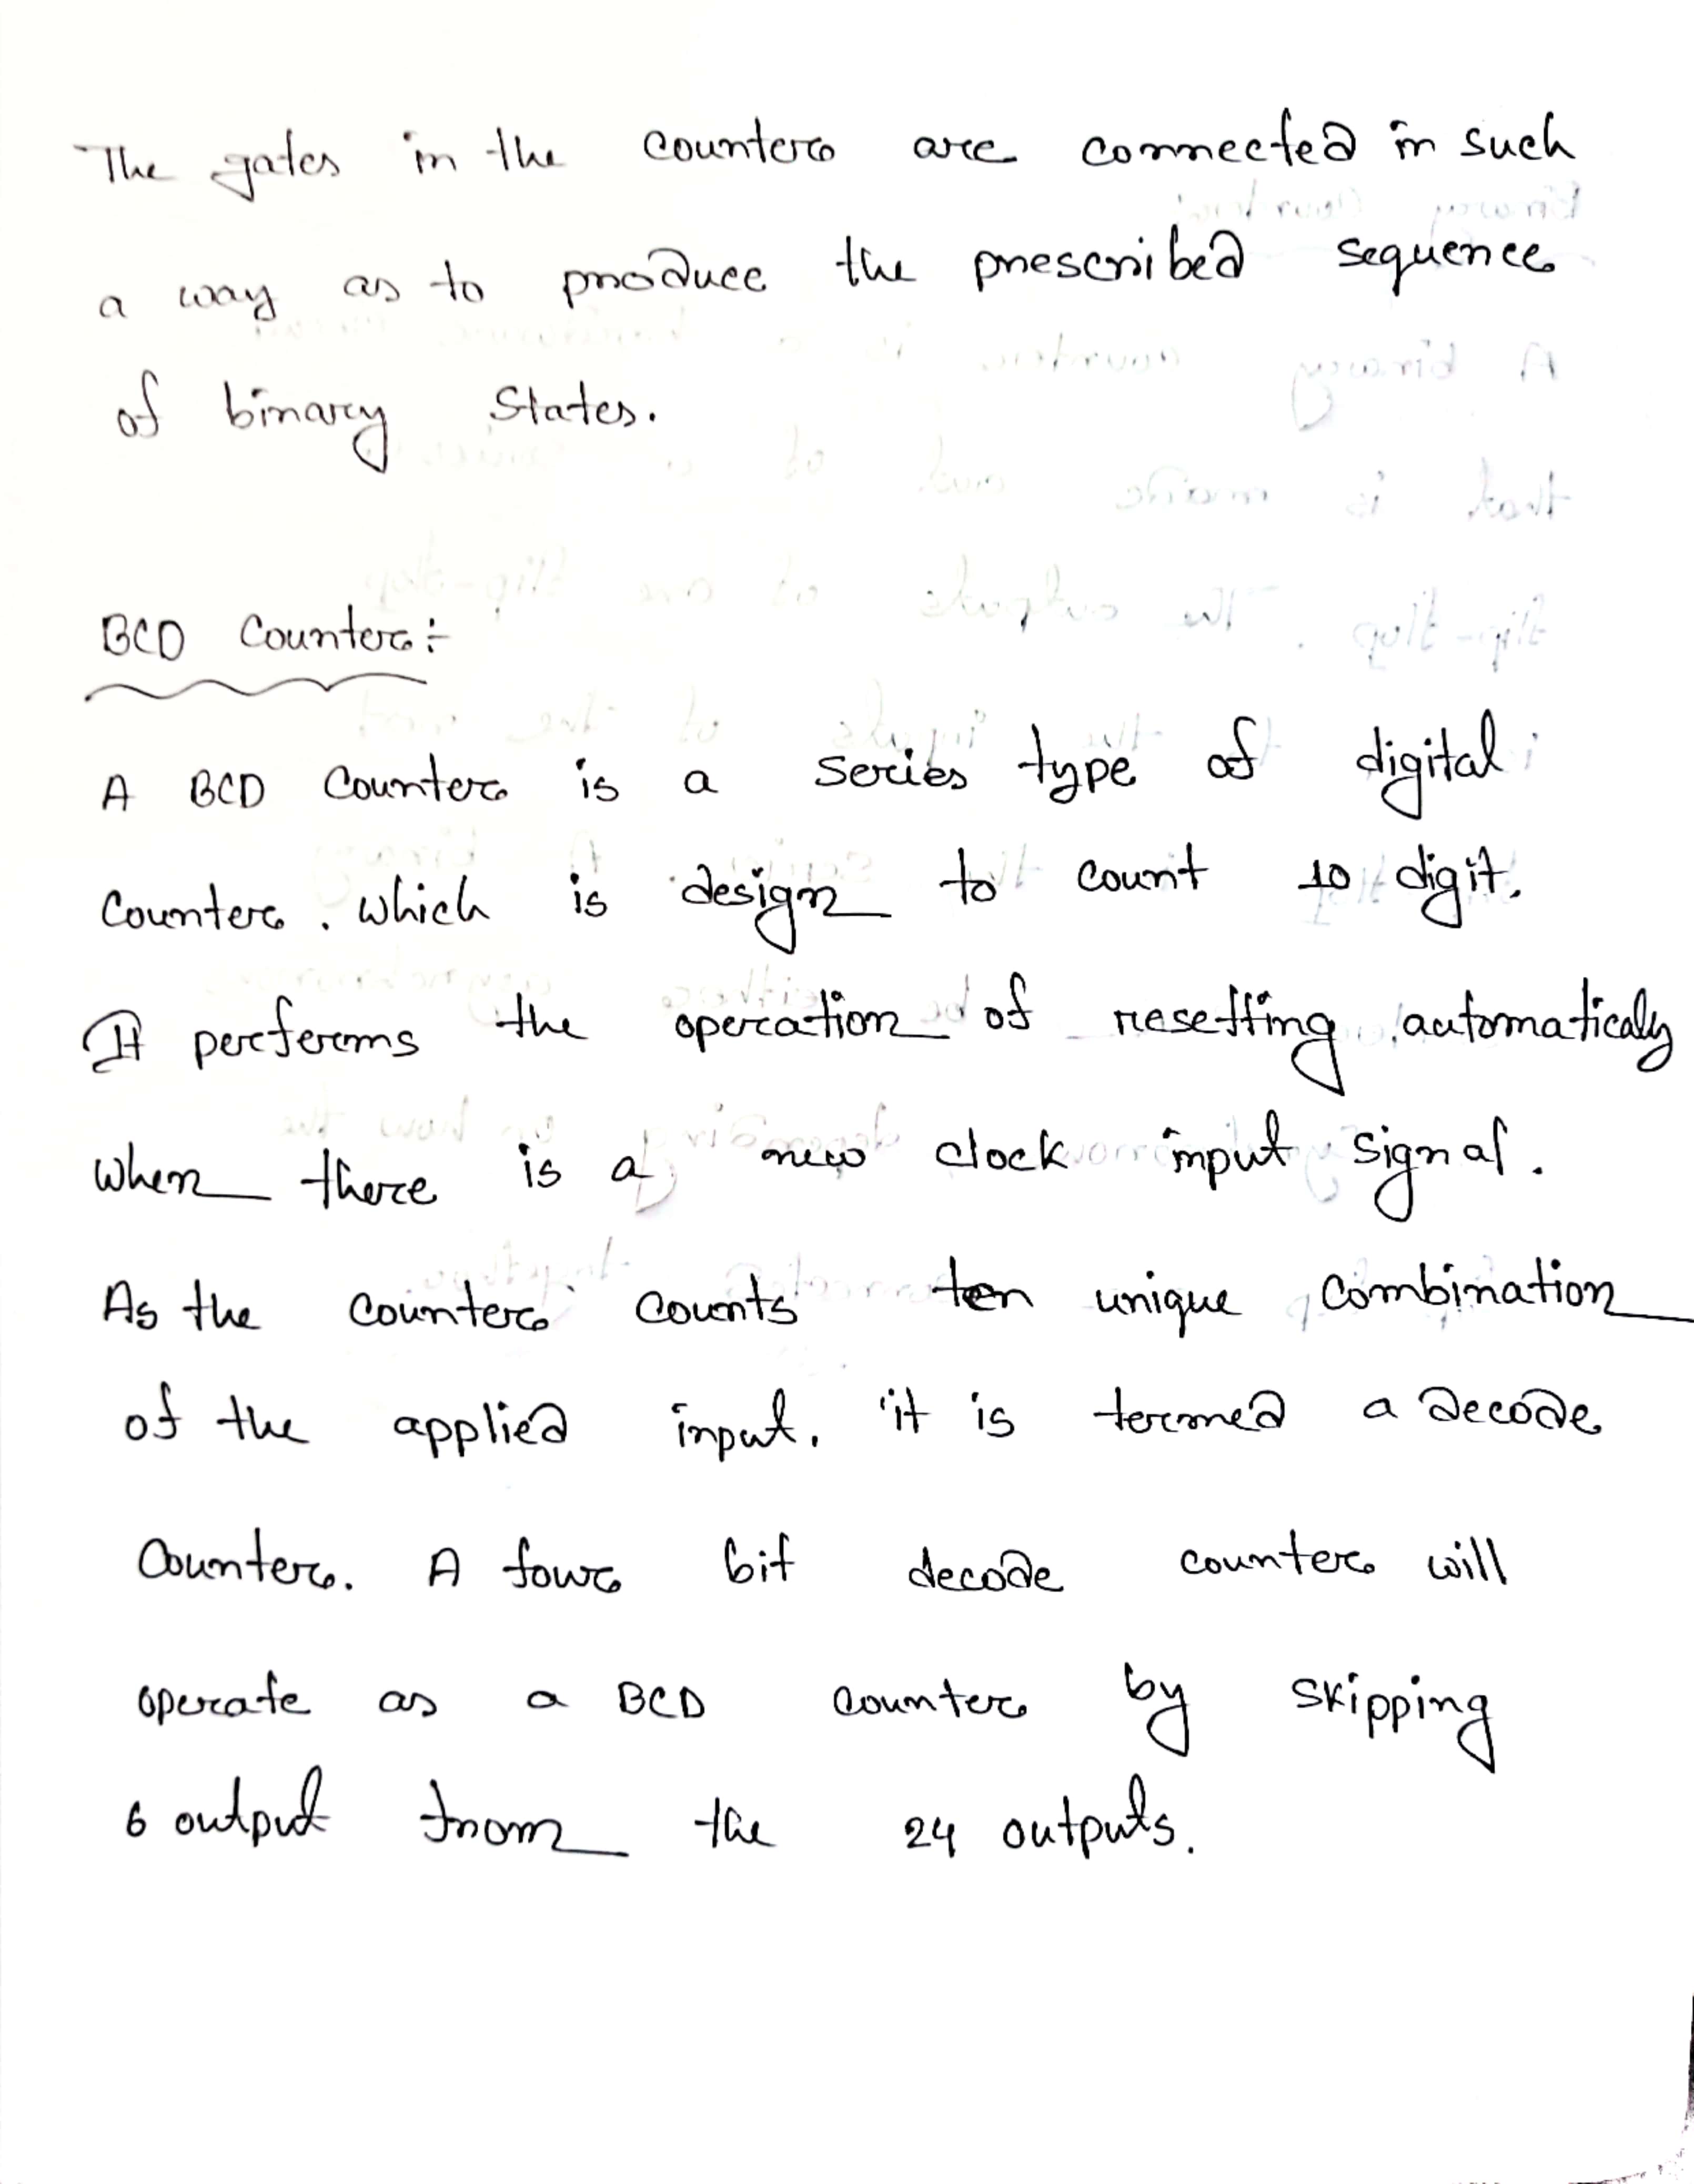 The gates in the counter are connected in such
a way as to produce the prescribed sequence
of binary states.
BCD Counter:-
A BCD Counter is a series type of digital
Counter. which is design to count 10 digit.
It performs the operation of resetting automaticaly
when there is a new clock input signal.
As the counter counts ten unique combination
of the applied input. it is termed a decode
Counter. A four bit decode counter will
operate as a BCD counter by skipping
6 output from the 24 outputs.